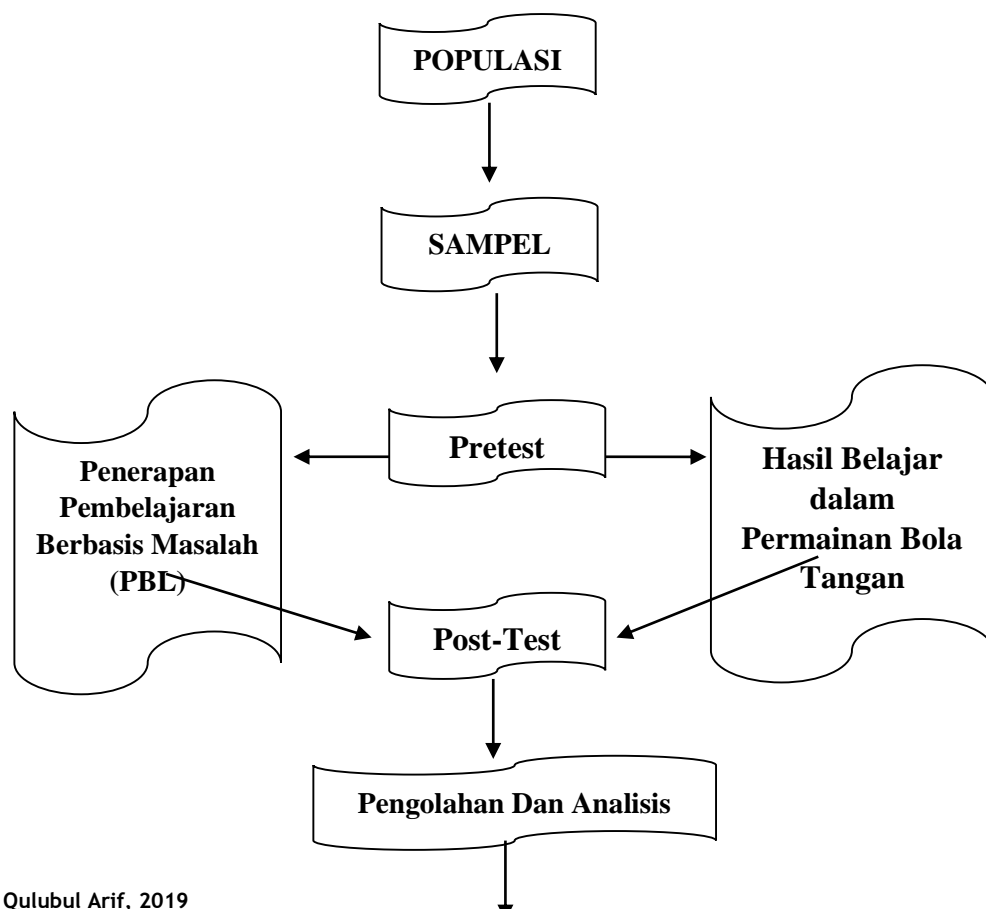 POPULASI
SAMPEL
Pretest
Penerapan
Pembelajaran
Berbasis Masalah
(PBL)
Hasil Belajar
dalam
Permainan Bola
Tangan
Post-Test
Pengolahan Dan Analisis
Qulubul Arif, 2019